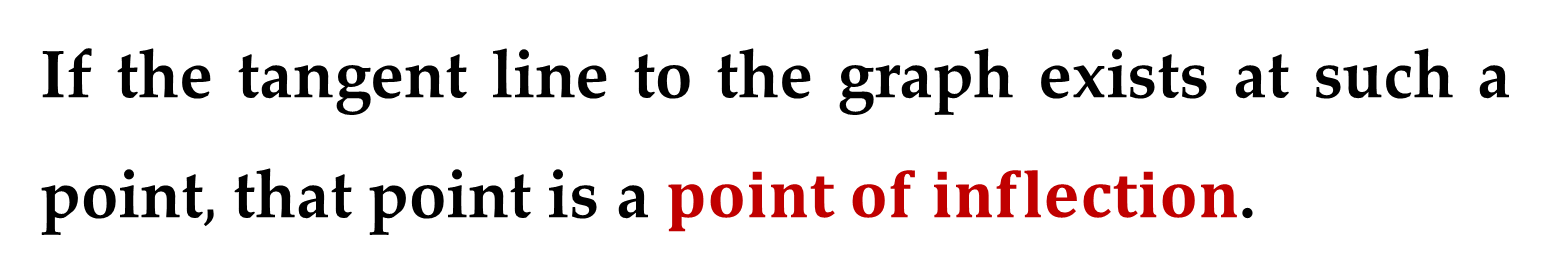 If the tangent line to the graph exists at such a
point, that point is a point of inflection.